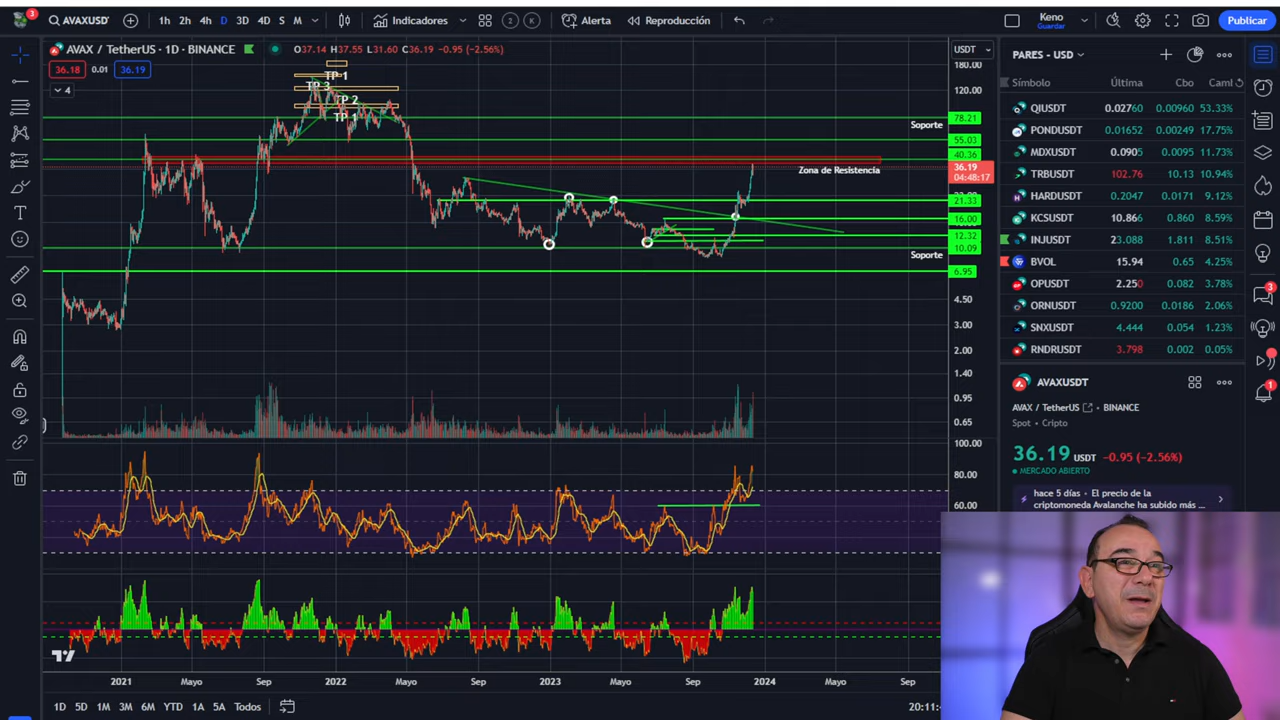 3
AVAXUSDT 1h 2h 4h D 3D 4D S M Indicadores 2 K Alerta Reproducción Keno Publicar
AVAX / TetherUS · 1D · BINANCE O37.14 H37.55 L31.60 C36.19 −0.95 (−2.56%)
36.18 0.01 36.19
4
USDT
180.00
120.00
78.21
55.03
40.36
36.19
04:48:17
21.33
16.00
12.32
10.09
6.95
4.50
3.00
2.00
1.40
0.95
0.65
100.00
80.00
60.00
TP 1
TP 3
TP 2
TP 1
Soporte
Zona de Resistencia
Soporte
2021 Mayo Sep 2022 Mayo Sep 2023 Mayo Sep 2024 Mayo Sep
1D 5D 1M 3M 6M YTD 1A 5A Todos
PARES - USD
Símbolo Última Cbo Caml
QIUSDT 0.02760 0.00960 53.33%
PONDUSDT 0.01652 0.00249 17.75%
MDXUSDT 0.0905 0.0095 11.73%
TRBUSDT 102.76 10.13 10.94%
HARDUSDT 0.2047 0.0171 9.11%
KCSUSDT 10.866 0.860 8.59%
INJUSDT 23.088 1.811 8.51%
BVOL 15.94 0.65 4.25%
OPUSDT 2.250 0.082 3.78%
ORNUSDT 0.9200 0.0186 2.06%
SNXUSDT 4.444 0.054 1.23%
RNDRUSDT 3.798 0.002 0.05%
AVAXUSDT
AVAX / TetherUS · BINANCE
Spot · Cripto
36.19 USDT −0.95 (−2.56%)
MERCADO ABIERTO
hace 5 días · El precio de la
criptomoneda Avalanche ha subido más ...
3
1